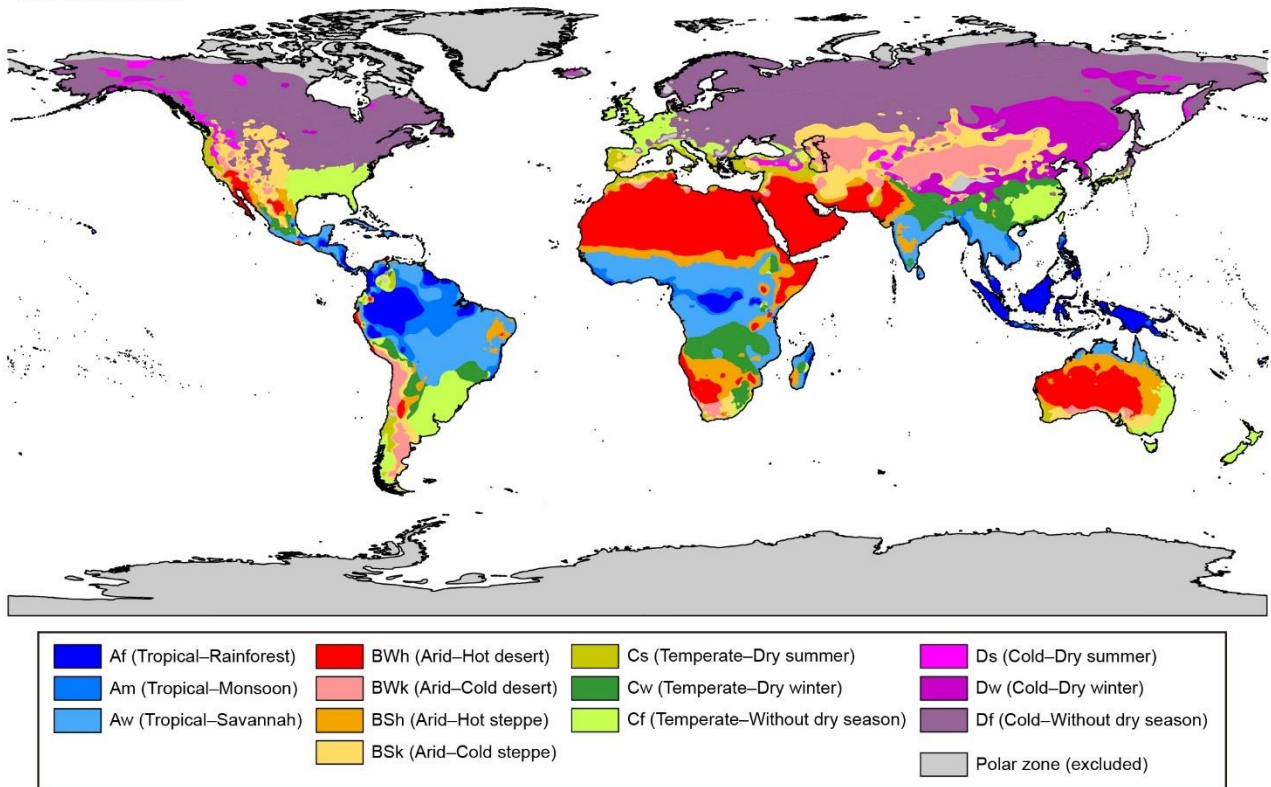 Af (Tropical–Rainforest)
Am (Tropical–Monsoon)
Aw (Tropical–Savannah)
BWh (Arid–Hot desert)
BWk (Arid–Cold desert)
BSh (Arid–Hot steppe)
BSk (Arid–Cold steppe)
Cs (Temperate–Dry summer)
Cw (Temperate–Dry winter)
Cf (Temperate–Without dry season)
Ds (Cold–Dry summer)
Dw (Cold–Dry winter)
Df (Cold–Without dry season)
Polar zone (excluded)